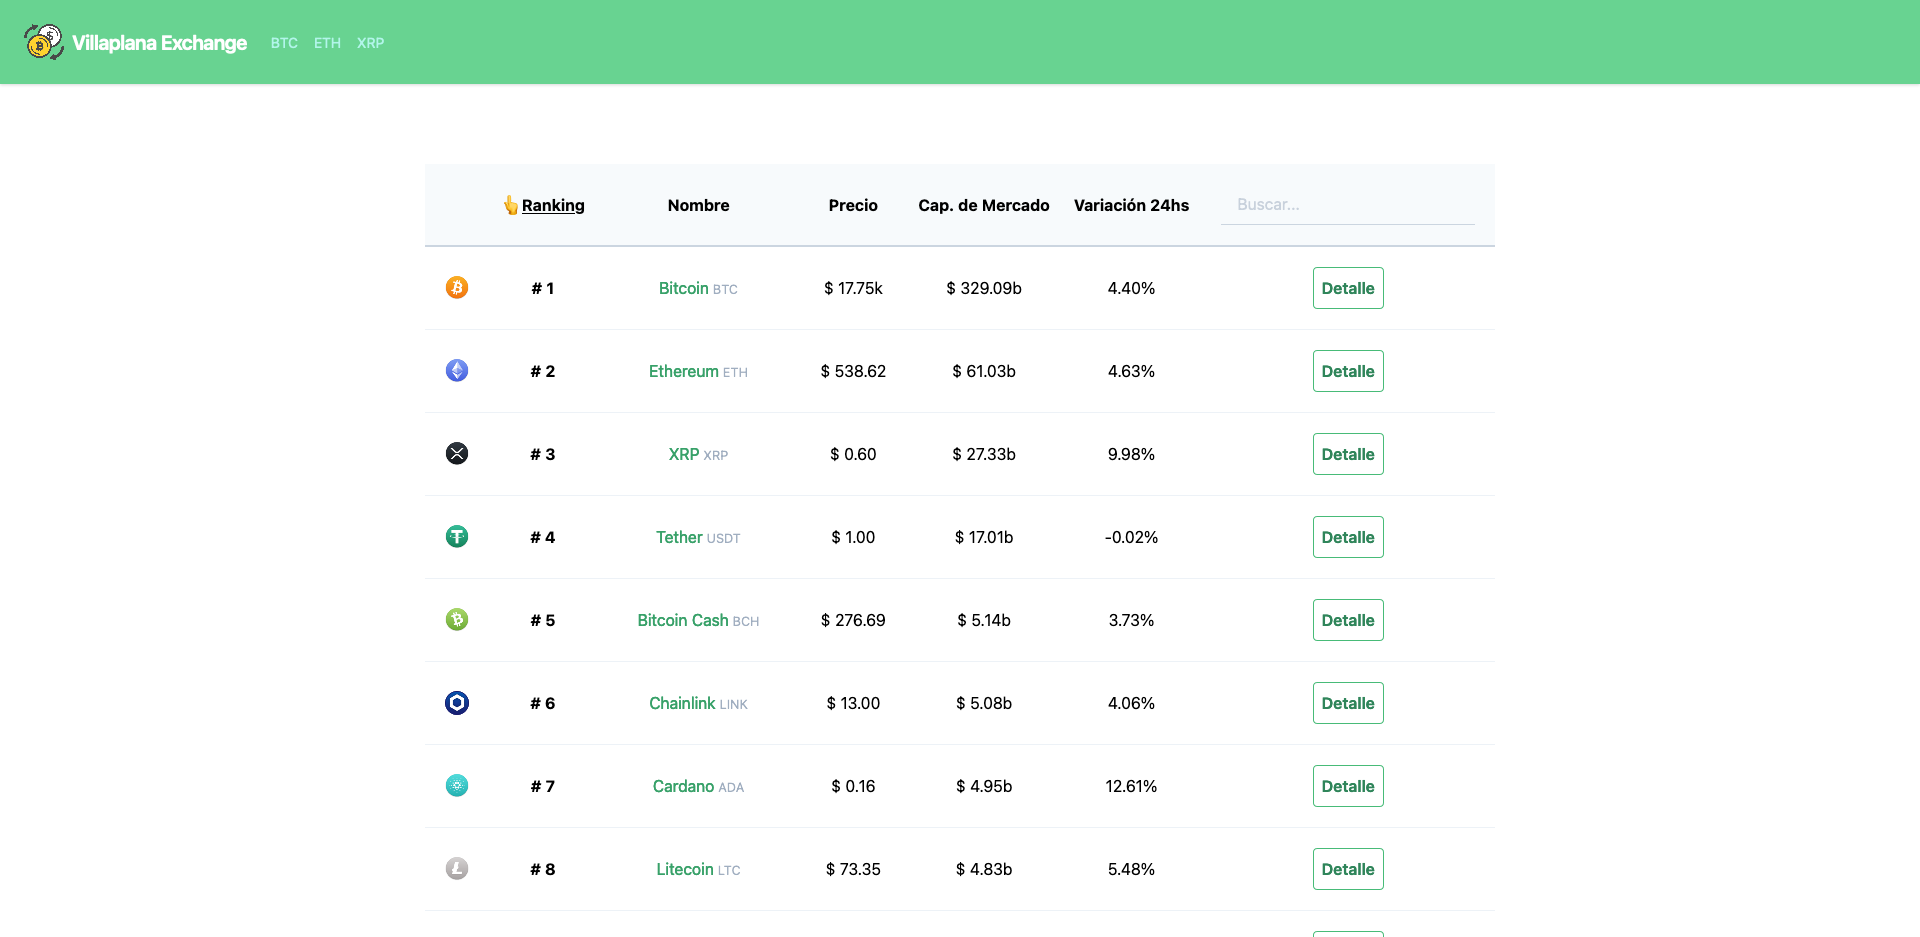 Villaplana Exchange BTC ETH XRP
Ranking Nombre Precio Cap. de Mercado Variación 24hs Buscar...
# 1 Bitcoin BTC $ 17.75k $ 329.09b 4.40% Detalle
# 2 Ethereum ETH $ 538.62 $ 61.03b 4.63% Detalle
# 3 XRP XRP $ 0.60 $ 27.33b 9.98% Detalle
# 4 Tether USDT $ 1.00 $ 17.01b -0.02% Detalle
# 5 Bitcoin Cash BCH $ 276.69 $ 5.14b 3.73% Detalle
# 6 Chainlink LINK $ 13.00 $ 5.08b 4.06% Detalle
# 7 Cardano ADA $ 0.16 $ 4.95b 12.61% Detalle
# 8 Litecoin LTC $ 73.35 $ 4.83b 5.48% Detalle